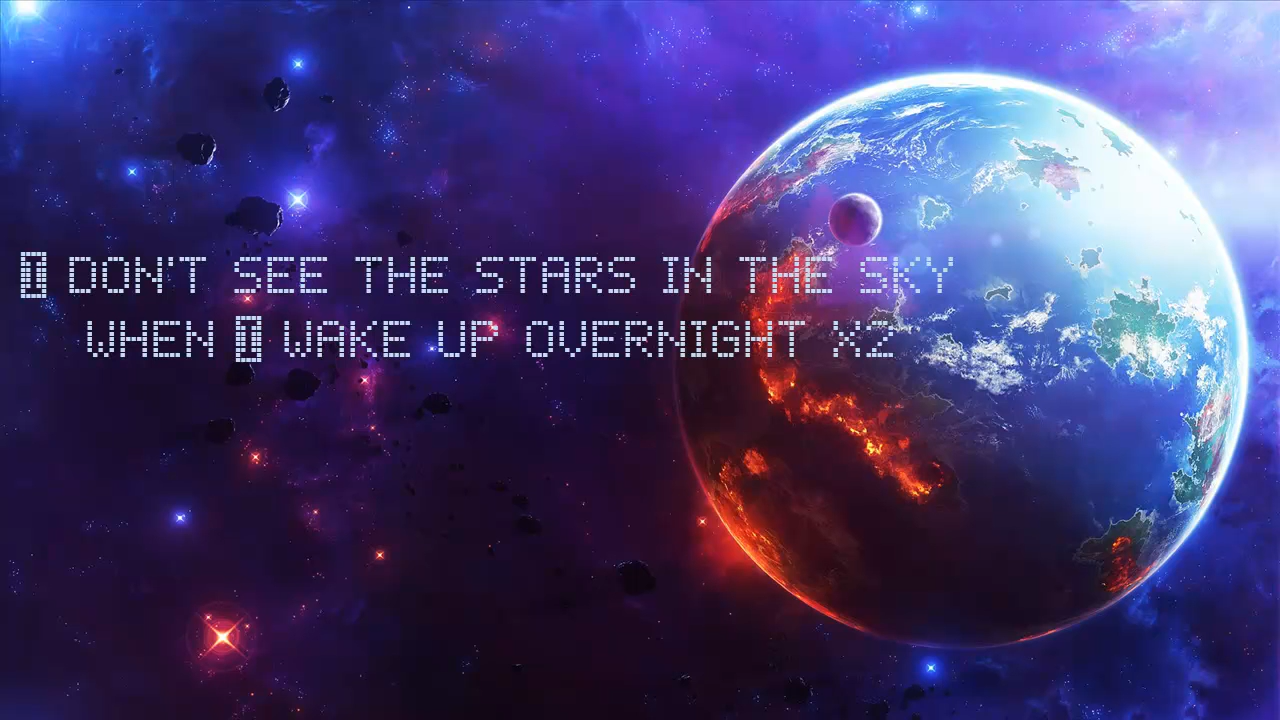 I DON'T SEE THE STARS IN THE SKY
WHEN I WAKE UP OVERNIGHT X2